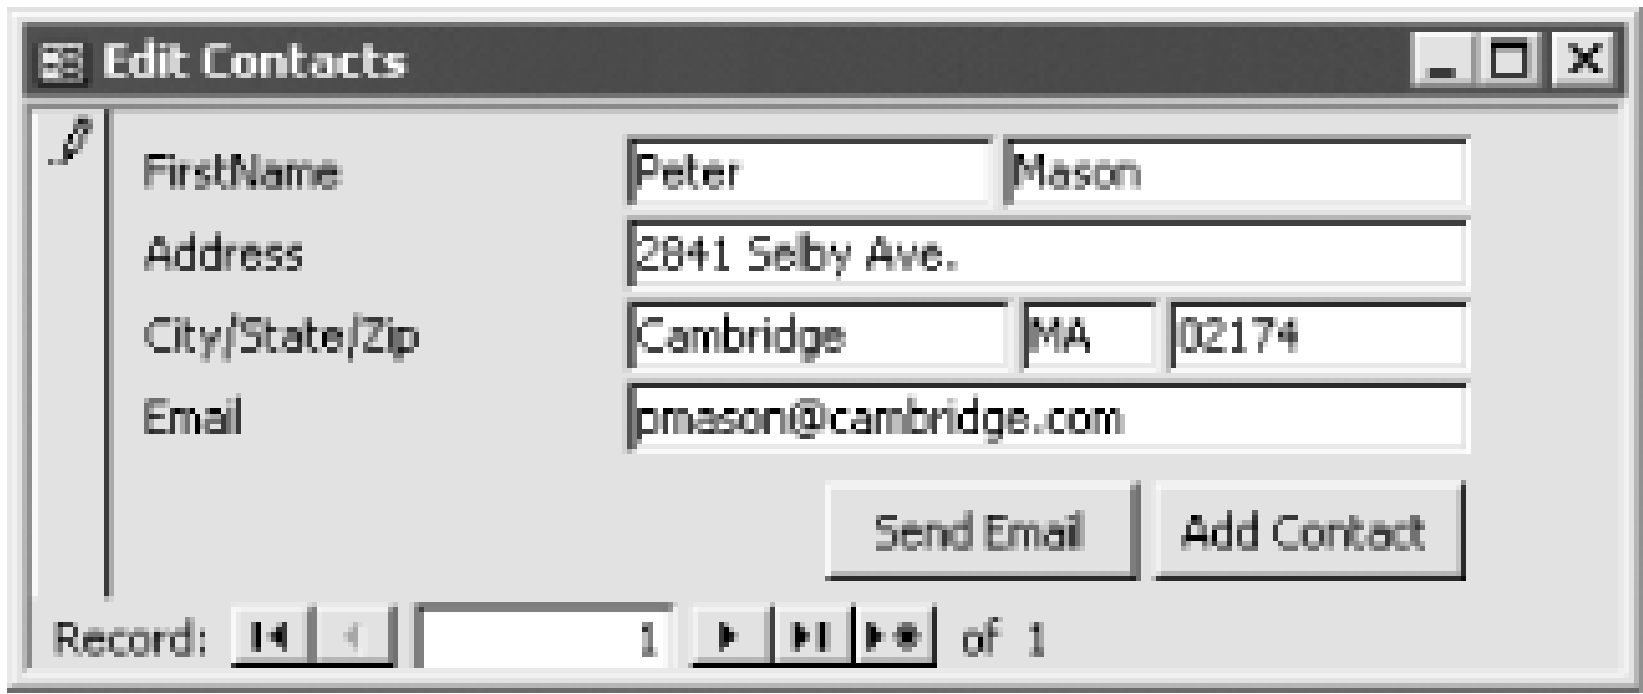 Edit Contacts
FirstName Peter Mason
Address 2841 Selby Ave.
City/State/Zip Cambridge MA 02174
Email pmason@cambridge.com
Send Email Add Contact
Record: 1 of 1